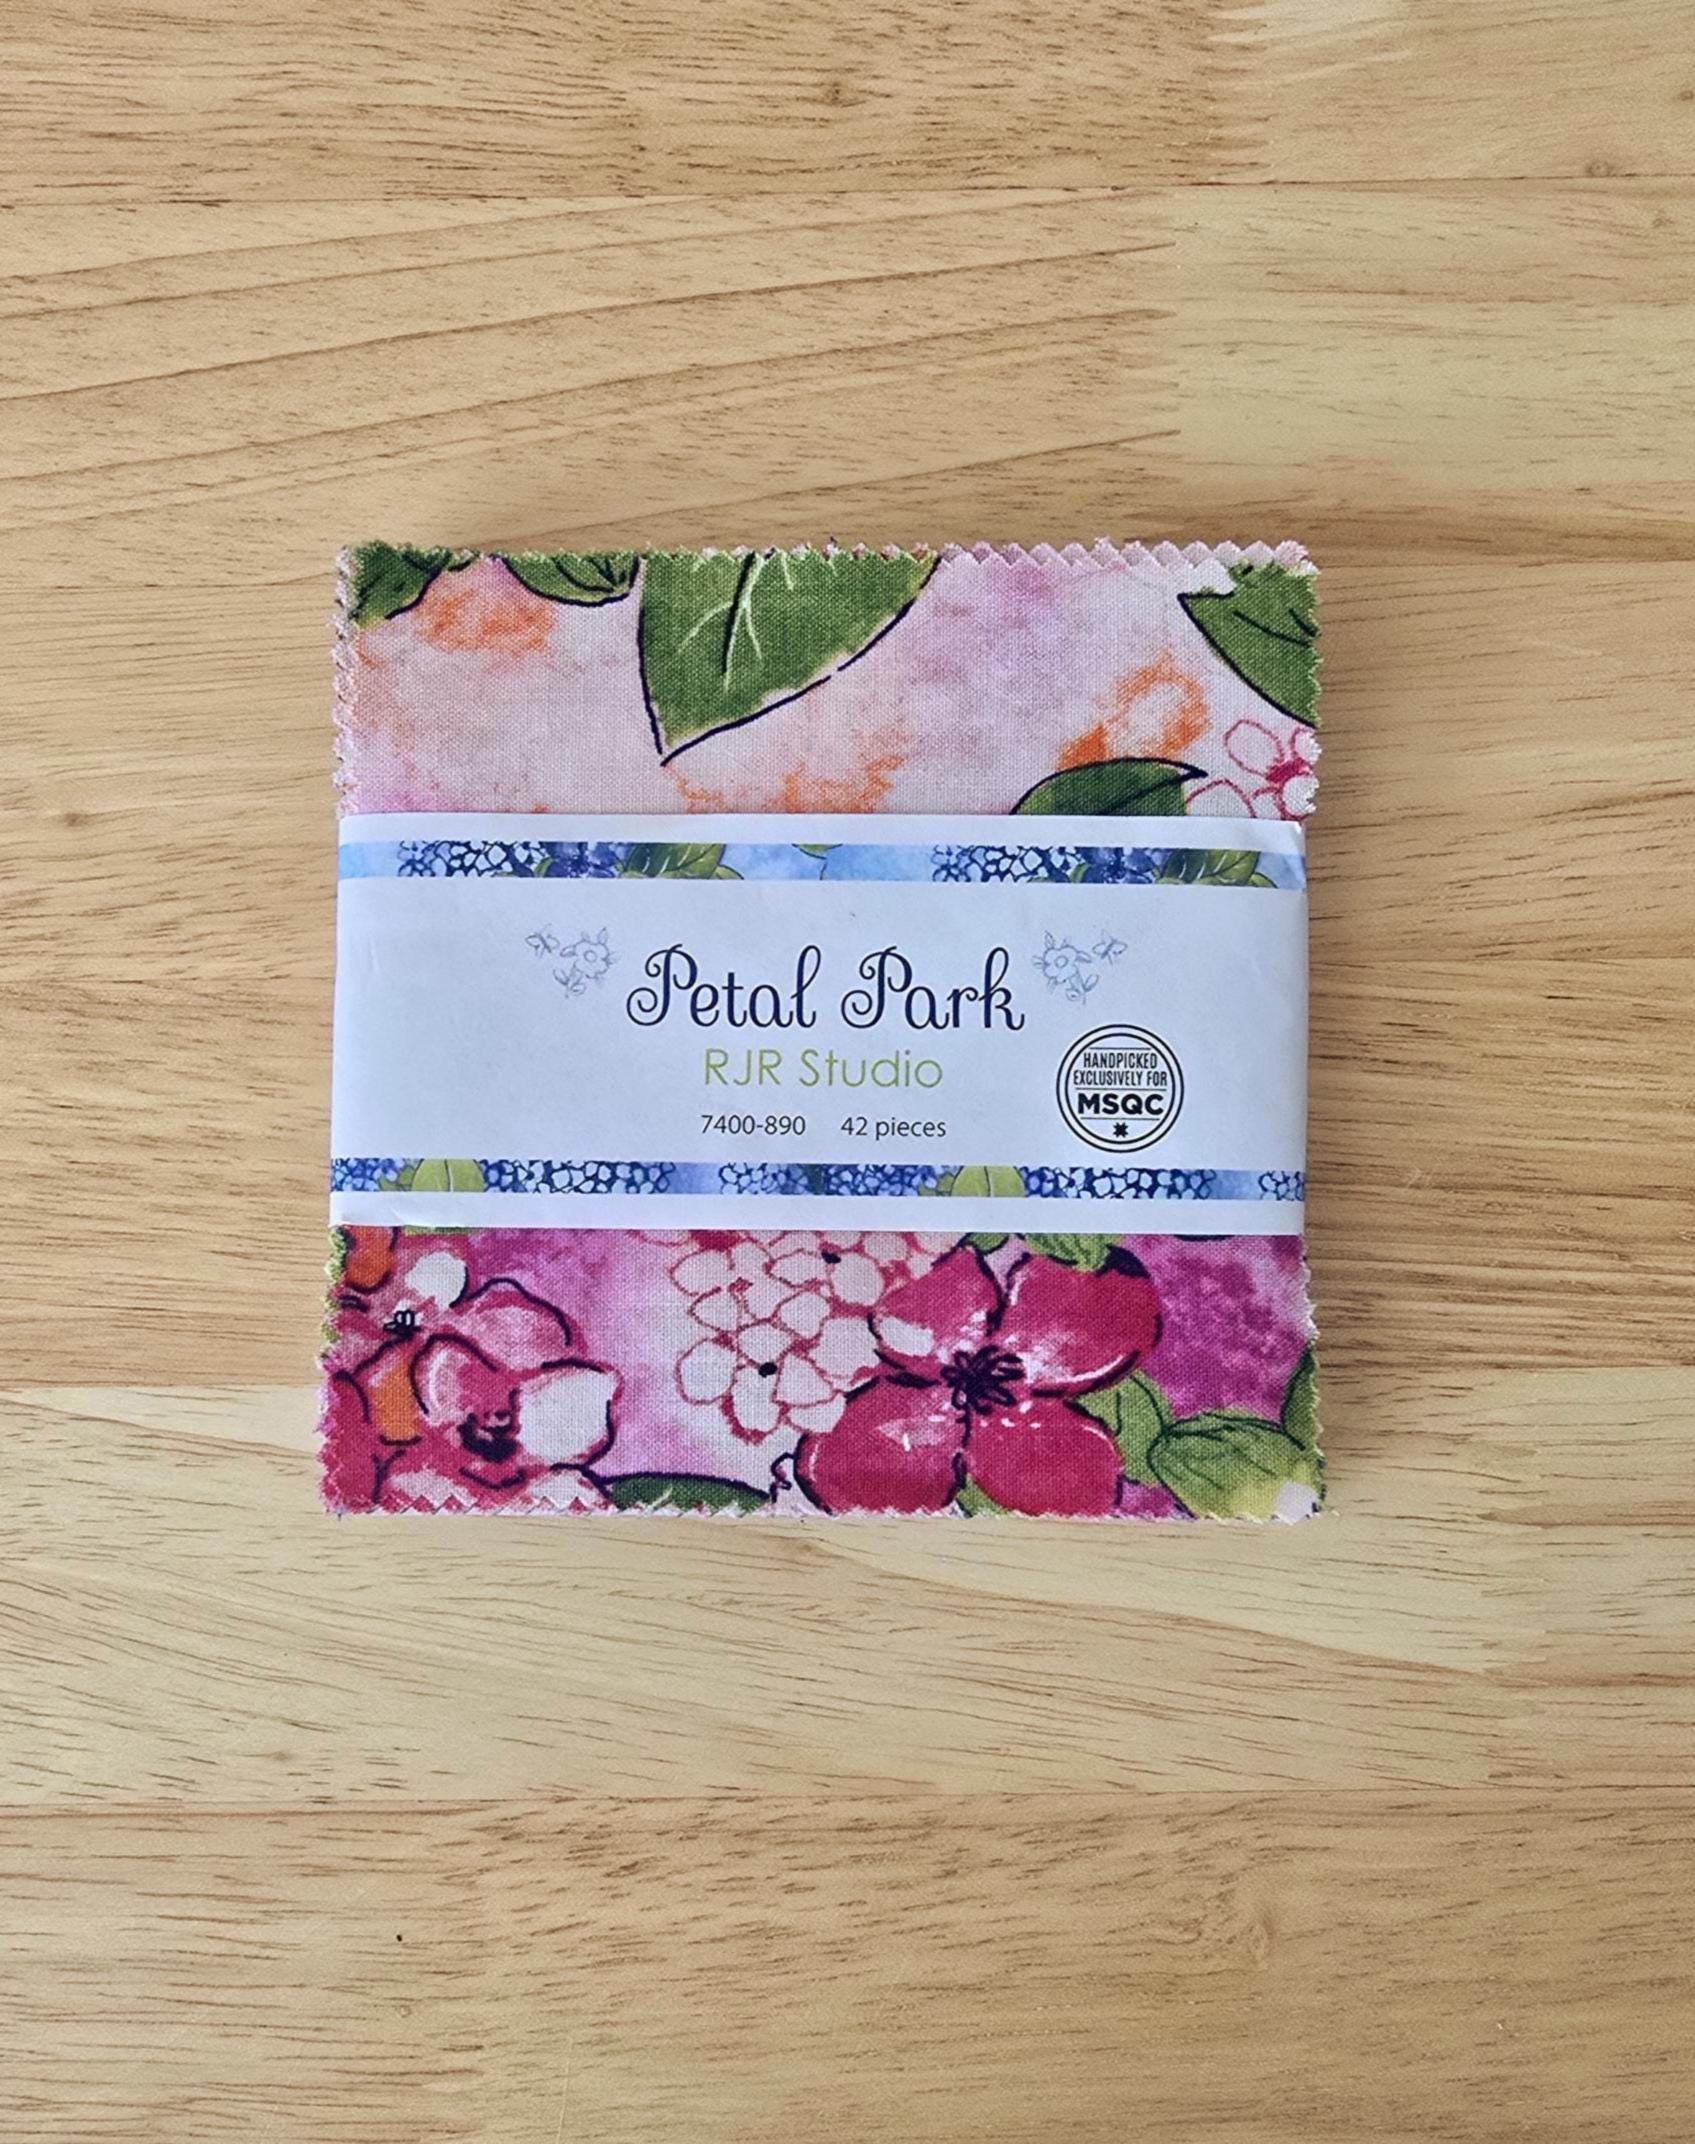 Petal Park
RJR Studio
7400-890 42 pieces
HANDPICKED
EXCLUSIVELY FOR
MSQC